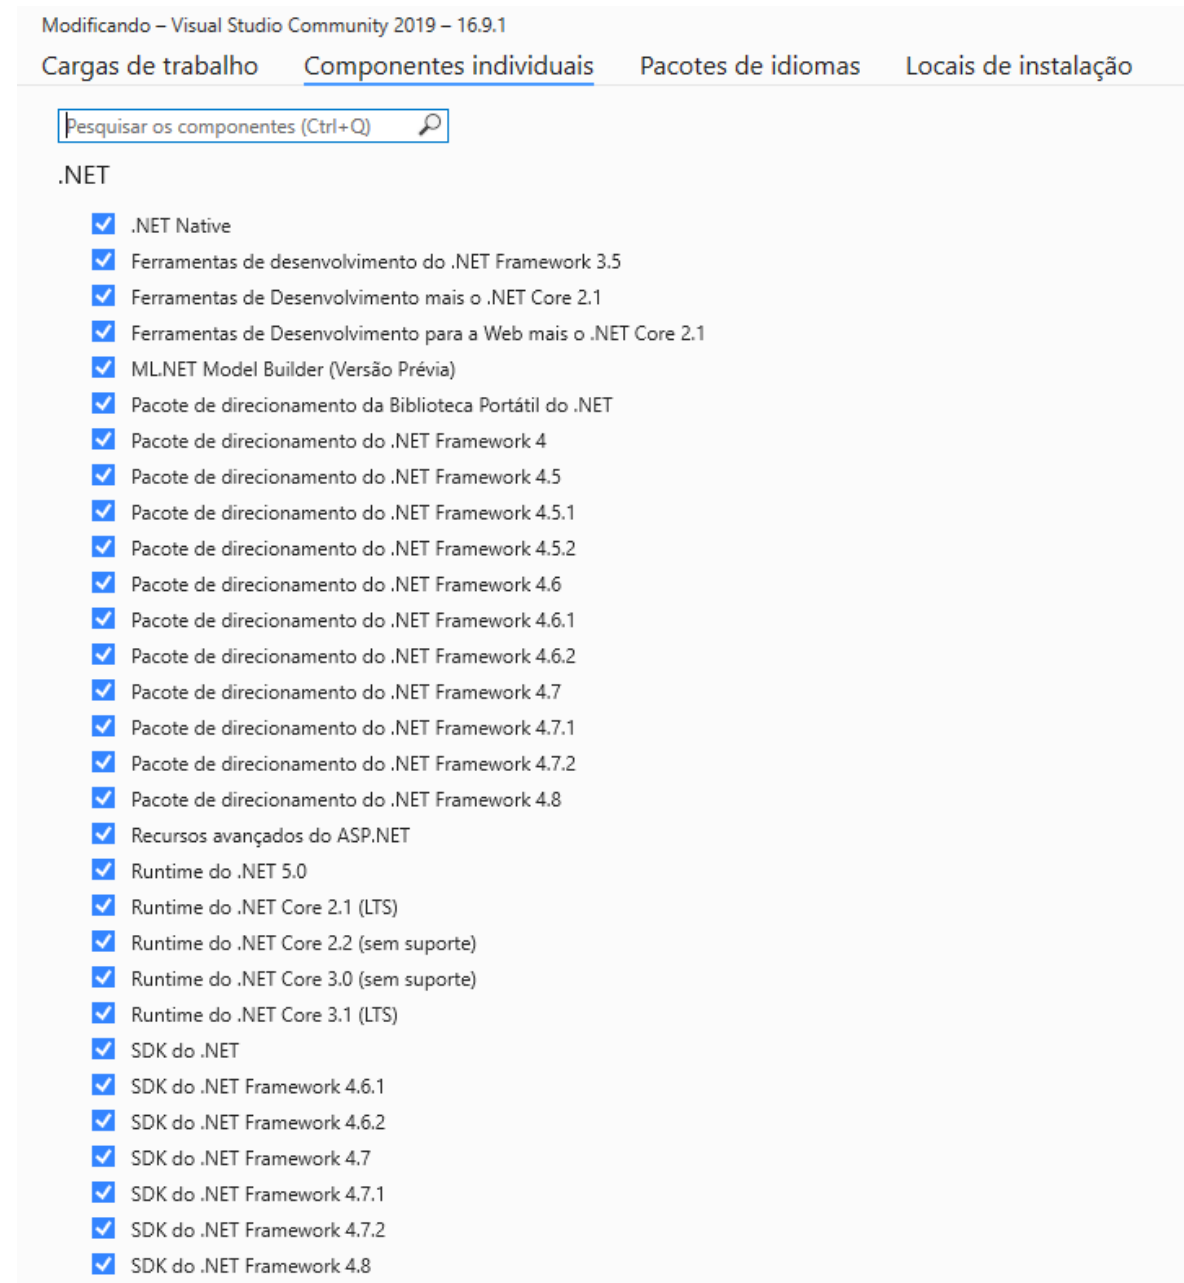 Modificando – Visual Studio Community 2019 – 16.9.1
Cargas de trabalho Componentes individuais Pacotes de idiomas Locais de instalação
Pesquisar os componentes (Ctrl+Q)
.NET
.NET Native
Ferramentas de desenvolvimento do .NET Framework 3.5
Ferramentas de Desenvolvimento mais o .NET Core 2.1
Ferramentas de Desenvolvimento para a Web mais o .NET Core 2.1
ML.NET Model Builder (Versão Prévia)
Pacote de direcionamento da Biblioteca Portátil do .NET
Pacote de direcionamento do .NET Framework 4
Pacote de direcionamento do .NET Framework 4.5
Pacote de direcionamento do .NET Framework 4.5.1
Pacote de direcionamento do .NET Framework 4.5.2
Pacote de direcionamento do .NET Framework 4.6
Pacote de direcionamento do .NET Framework 4.6.1
Pacote de direcionamento do .NET Framework 4.6.2
Pacote de direcionamento do .NET Framework 4.7
Pacote de direcionamento do .NET Framework 4.7.1
Pacote de direcionamento do .NET Framework 4.7.2
Pacote de direcionamento do .NET Framework 4.8
Recursos avançados do ASP.NET
Runtime do .NET 5.0
Runtime do .NET Core 2.1 (LTS)
Runtime do .NET Core 2.2 (sem suporte)
Runtime do .NET Core 3.0 (sem suporte)
Runtime do .NET Core 3.1 (LTS)
SDK do .NET
SDK do .NET Framework 4.6.1
SDK do .NET Framework 4.6.2
SDK do .NET Framework 4.7
SDK do .NET Framework 4.7.1
SDK do .NET Framework 4.7.2
SDK do .NET Framework 4.8